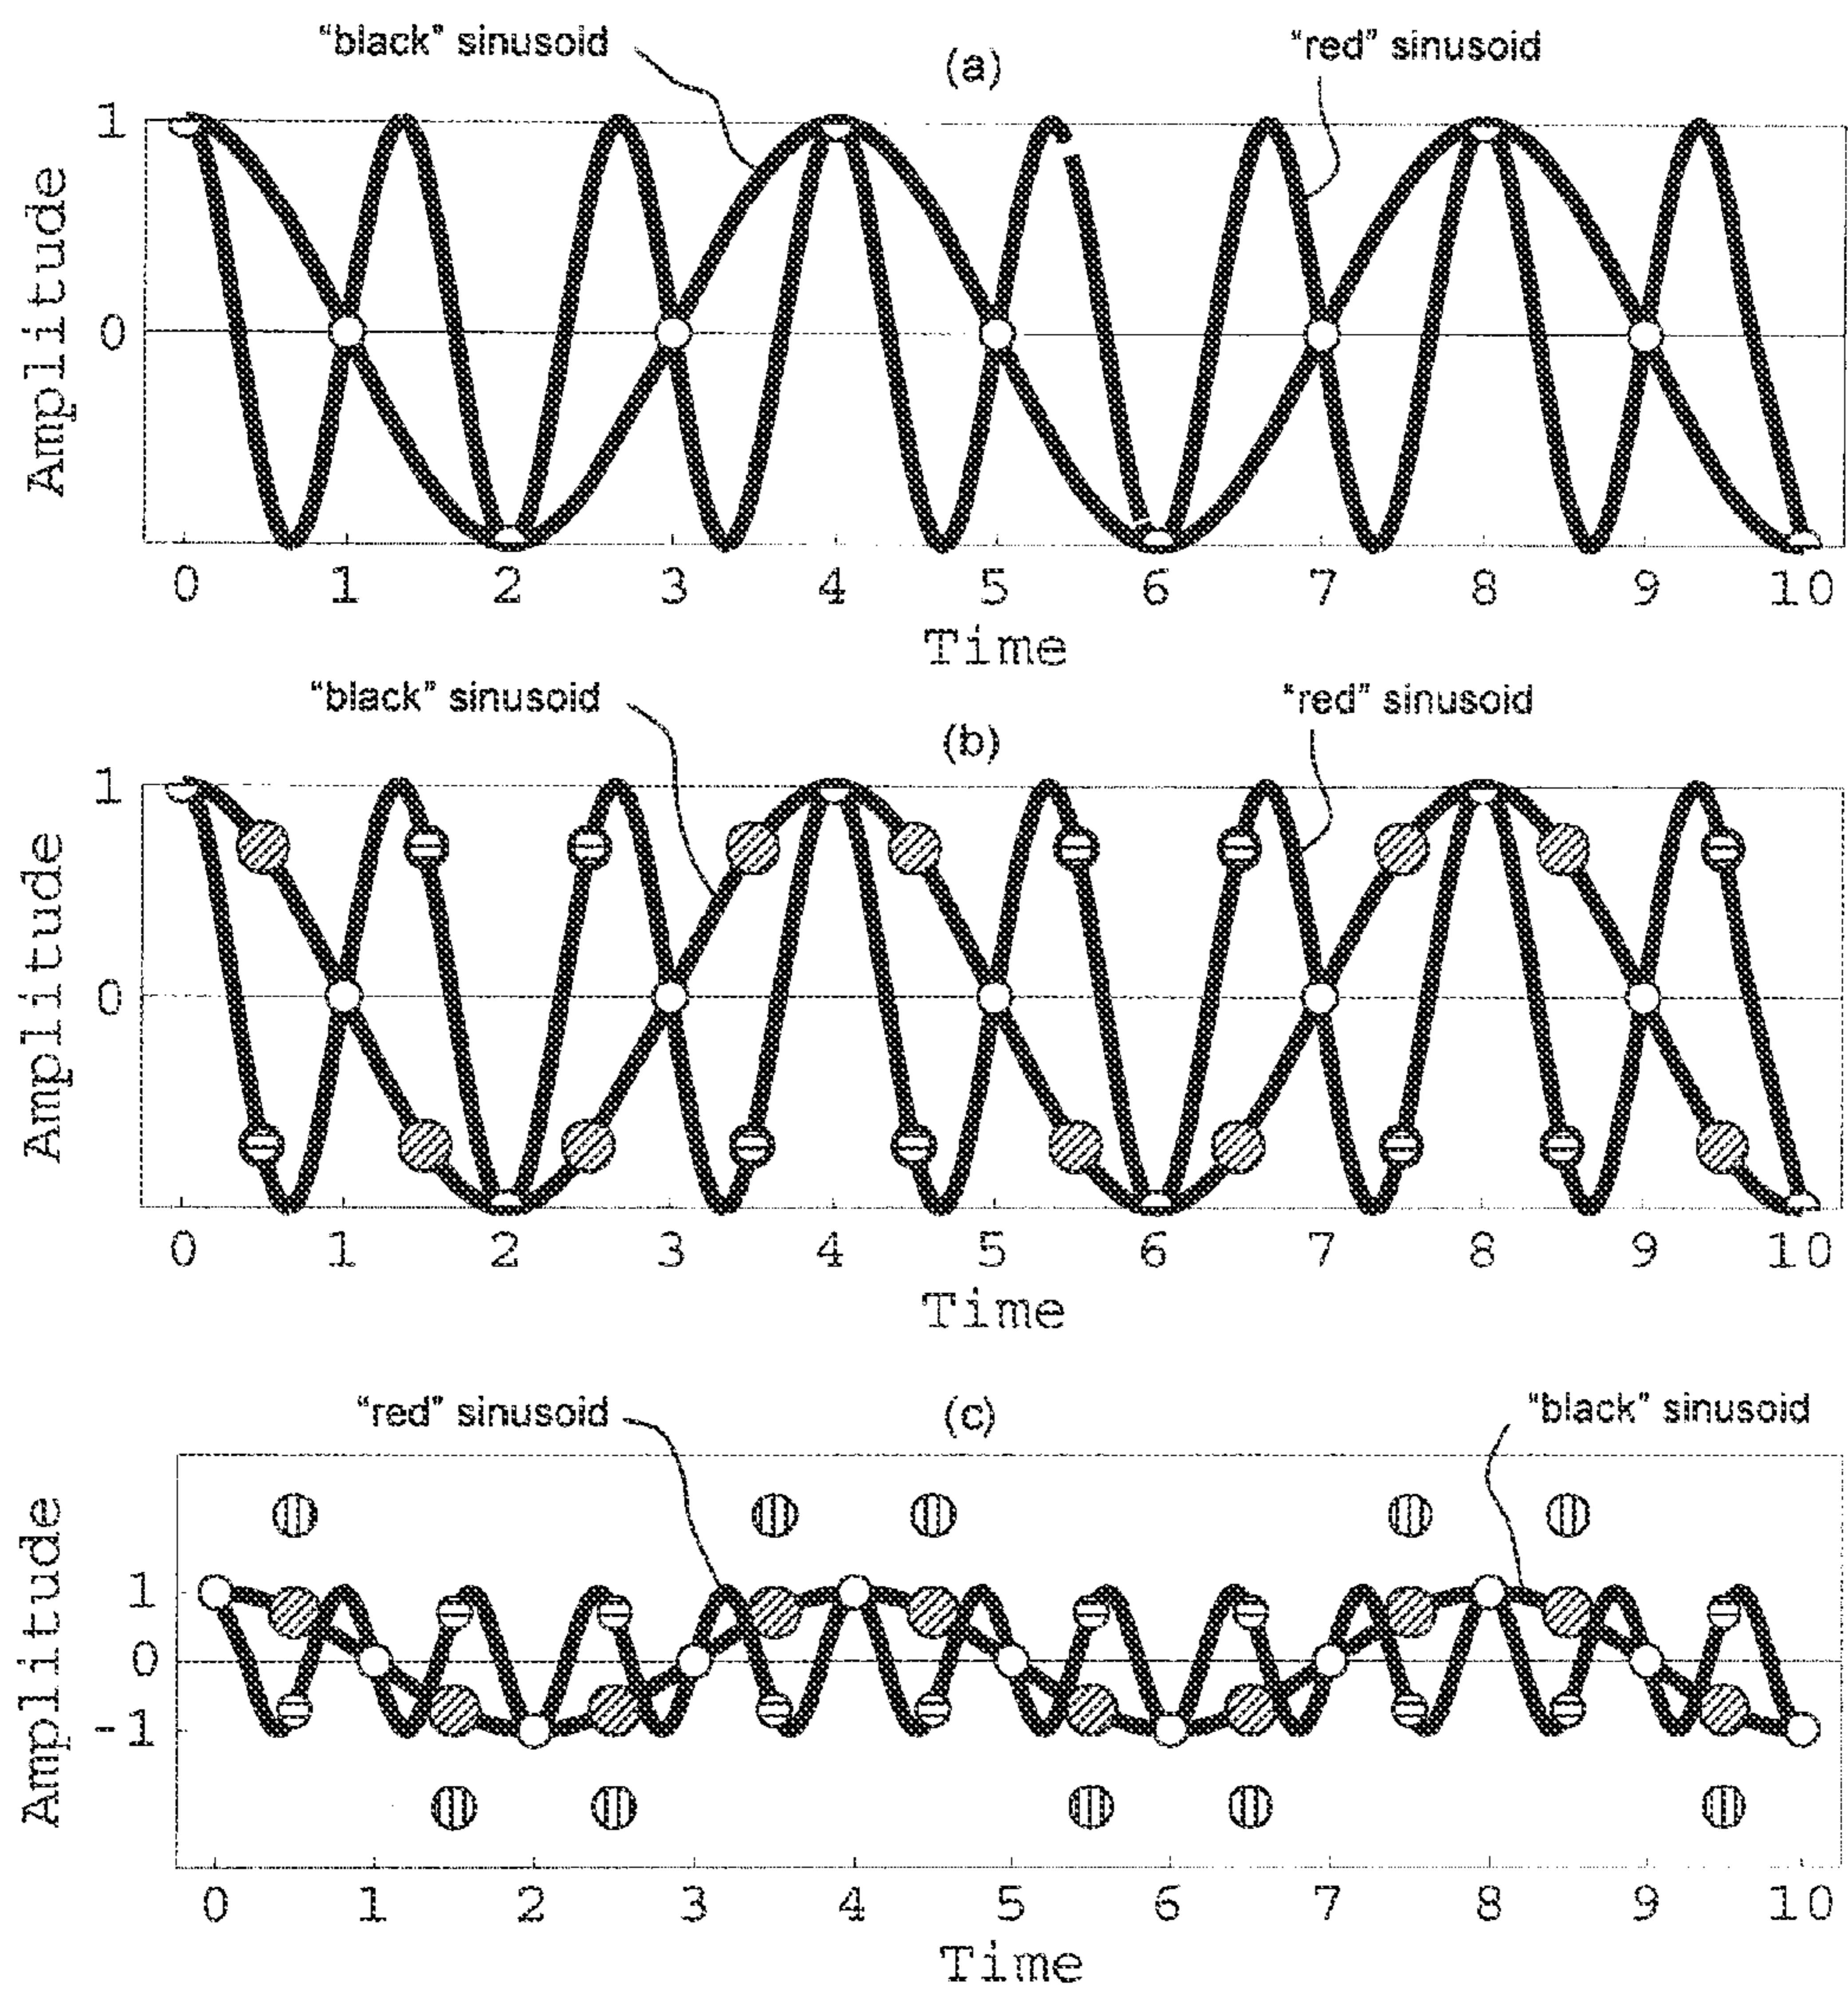 "black" sinusoid
(a)
"red" sinusoid
Amplitude
1
0
0 1 2 3 4 5 6 7 8 9 10
Time
"black" sinusoid
(b)
"red" sinusoid
Amplitude
1
0
0 1 2 3 4 5 6 7 8 9 10
Time
"red" sinusoid
(c)
"black" sinusoid
Amplitude
1
0
-1
0 1 2 3 4 5 6 7 8 9 10
Time